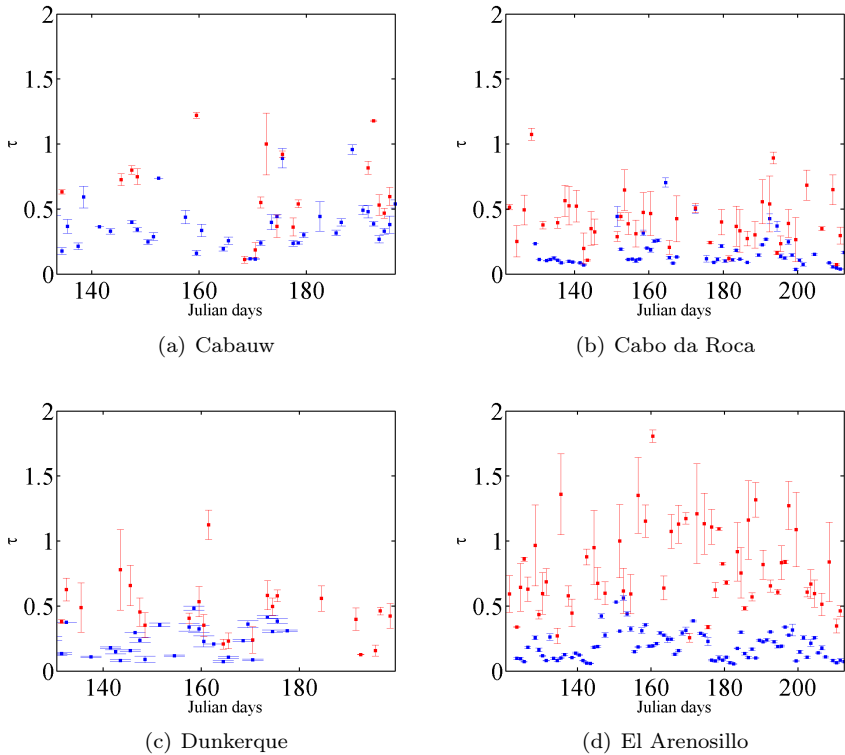 2
1.5
1
0.5
0
τ
140
160
180
Julian days
(a) Cabauw
2
1.5
1
0.5
0
τ
140
160
180
200
Julian days
(b) Cabo da Roca
2
1.5
1
0.5
0
τ
140
160
180
Julian days
(c) Dunkerque
2
1.5
1
0.5
0
τ
140
160
180
200
Julian days
(d) El Arenosillo